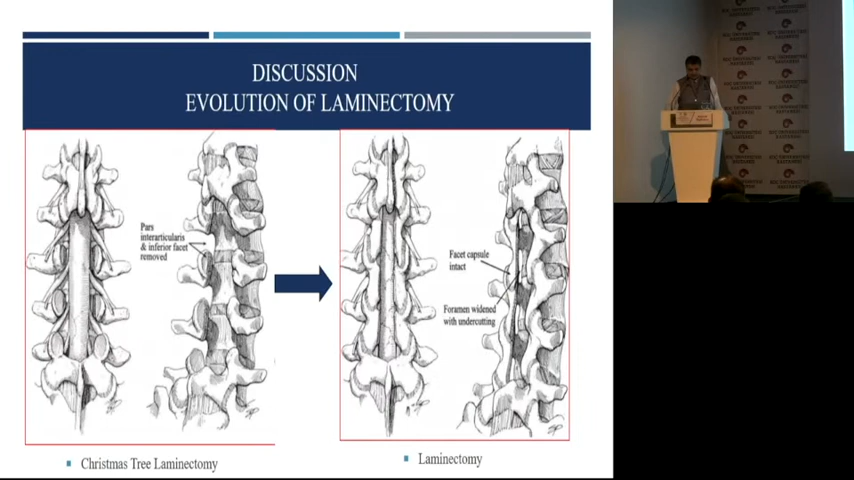 DISCUSSION
EVOLUTION OF LAMINECTOMY
Pars
interarticularis
& inferior facet
removed
Facet capsule
intact
Foramen widened
with undercutting
Christmas Tree Laminectomy
Laminectomy